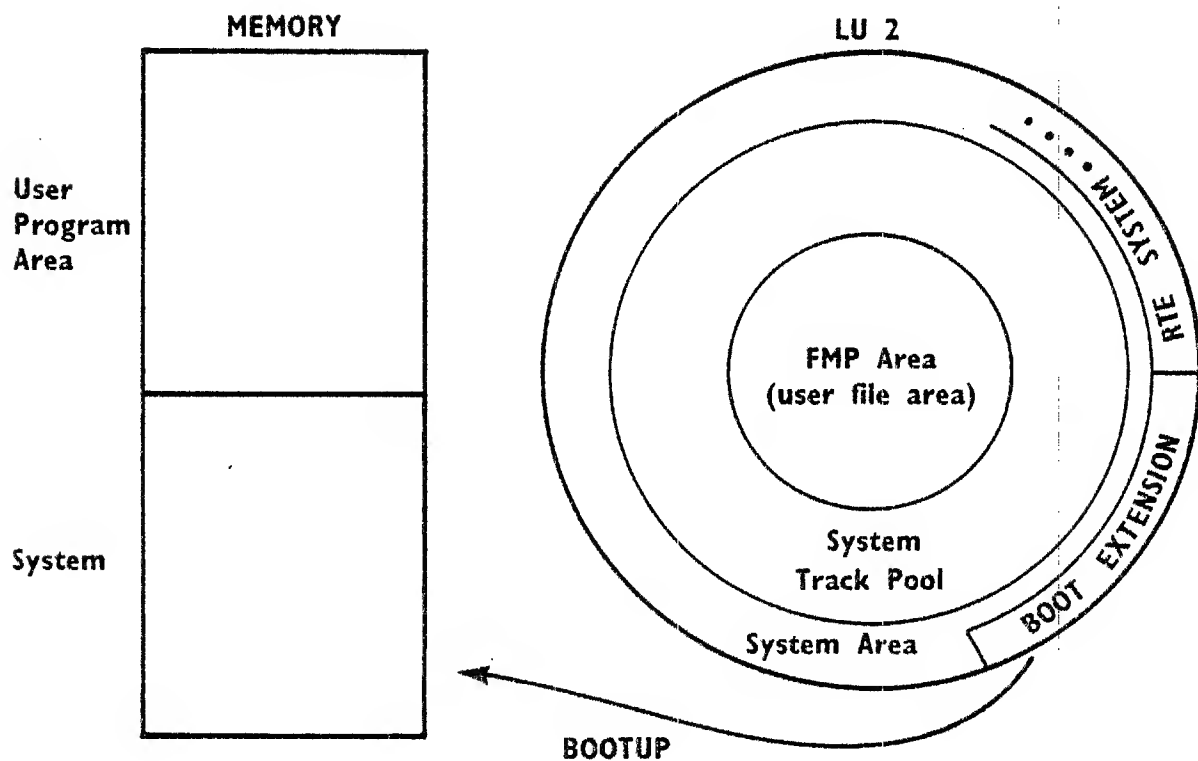 MEMORY
LU 2
User
Program
Area
System
RTE SYSTEM
FMP Area
(user file area)
BOOT EXTENSION
System
Track Pool
System Area
BOOTUP